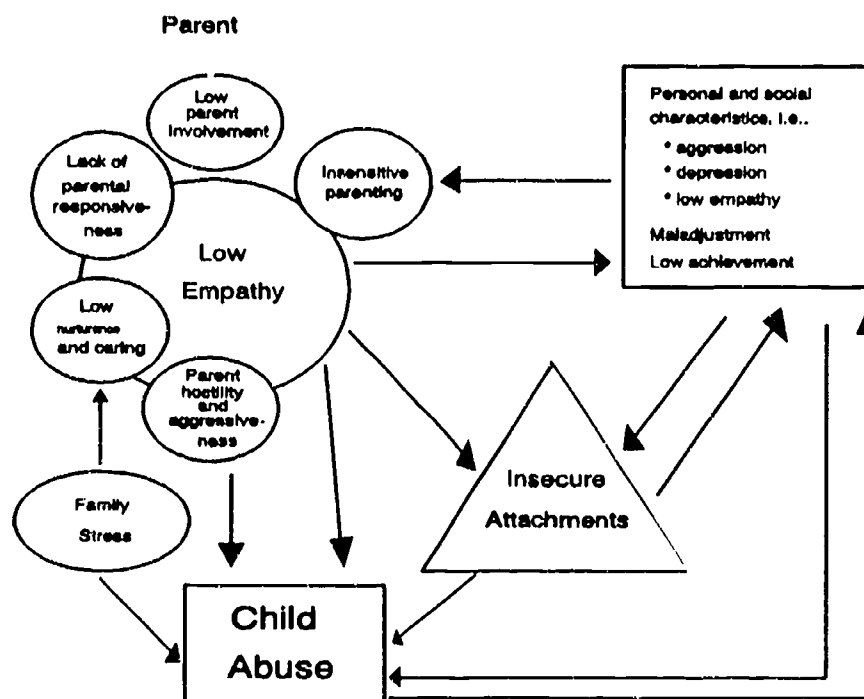 Parent
Low
parent
Involvement
Lack of
parental
responsive-
ness
Insensitive
parenting
Low
Empathy
Low
nurturance
and caring
Parent
hostility
and
aggressive-
ness
Family
Stress
Personal and social
characteristics, i.e..
* aggression
* depression
* low empathy
Maladjustment
Low achievement
Insecure
Attachments
Child
Abuse